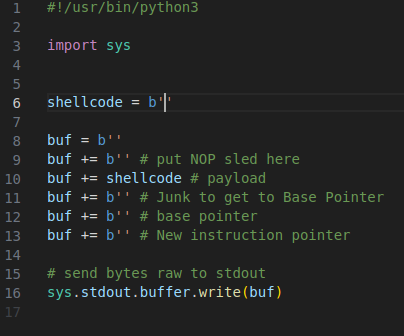 1 #!/usr/bin/python3
2
3 import sys
4
5
6 shellcode = b''
7
8 buf = b''
9 buf += b'' # put NOP sled here
10 buf += shellcode # payload
11 buf += b'' # Junk to get to Base Pointer
12 buf += b'' # base pointer
13 buf += b'' # New instruction pointer
14
15 # send bytes raw to stdout
16 sys.stdout.buffer.write(buf)
17